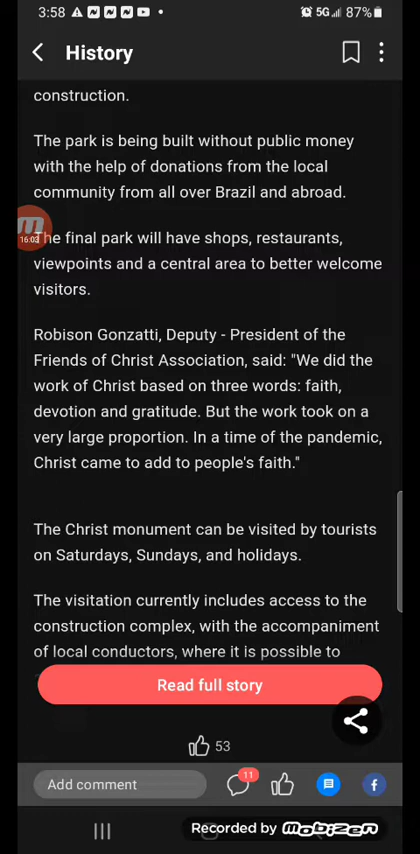 3:58 5G 87%
History
construction.
The park is being built without public money
with the help of donations from the local
community from all over Brazil and abroad.
16:03
The final park will have shops, restaurants,
viewpoints and a central area to better welcome
visitors.
Robison Gonzatti, Deputy - President of the
Friends of Christ Association, said: "We did the
work of Christ based on three words: faith,
devotion and gratitude. But the work took on a
very large proportion. In a time of the pandemic,
Christ came to add to people's faith."
The Christ monument can be visited by tourists
on Saturdays, Sundays, and holidays.
The visitation currently includes access to the
construction complex, with the accompaniment
of local conductors, where it is possible to
Read full story
53
Add comment
11
Recorded by mobizen